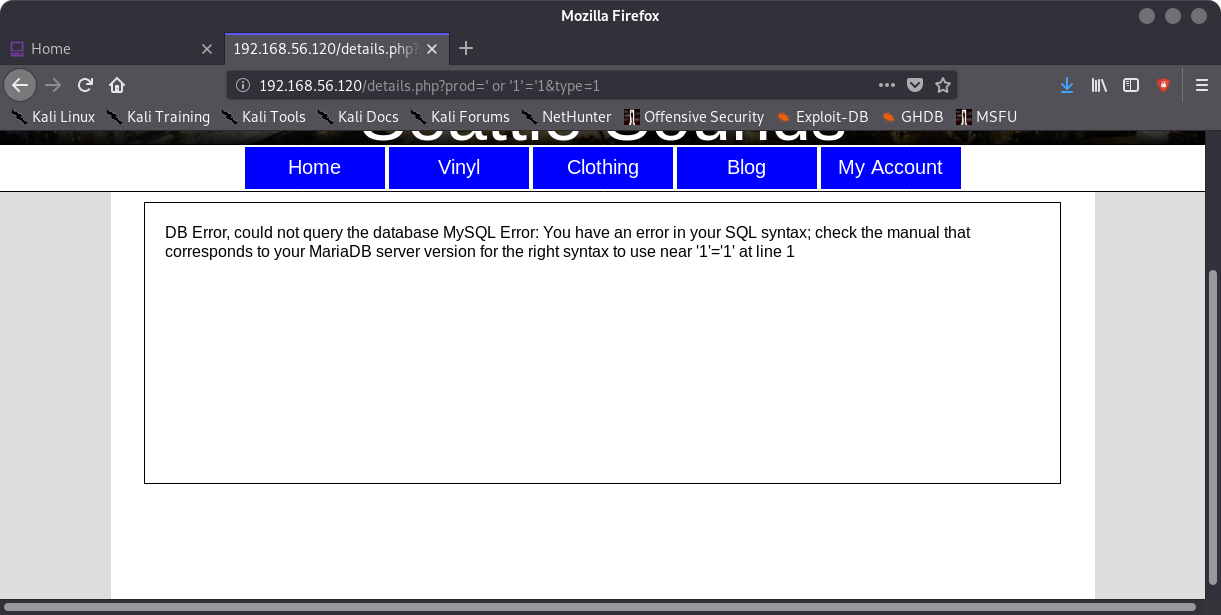 Mozilla Firefox
Home
192.168.56.120/details.php?
192.168.56.120/details.php?prod=' or '1'='1&type=1
Kali Linux Kali Training Kali Tools Kali Docs Kali Forums NetHunter Offensive Security Exploit-DB GHDB MSFU
Seattle Sounds
Home Vinyl Clothing Blog My Account
DB Error, could not query the database MySQL Error: You have an error in your SQL syntax; check the manual that
corresponds to your MariaDB server version for the right syntax to use near '1'='1' at line 1